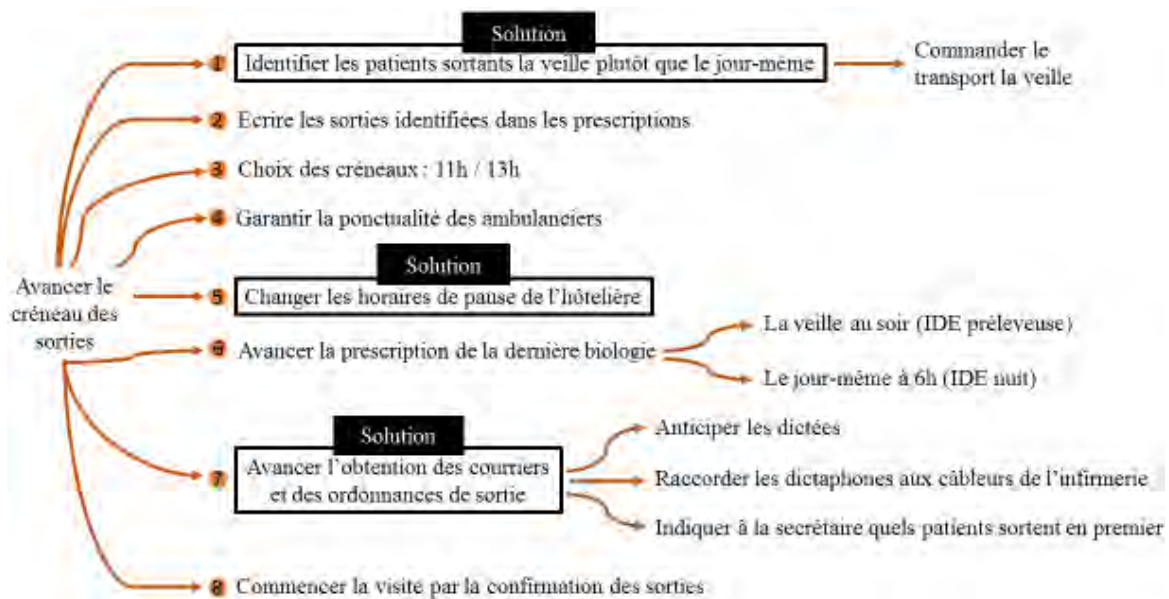 Solution
1 Identifier les patients sortants la veille plutôt que le jour-même
Commander le
transport la veille
2 Ecrire les sorties identifiées dans les prescriptions
3 Choix des créneaux : 11h / 13h
4 Garantir la ponctualité des ambulanciers
Avancer le
créneau des
sorties
Solution
5 Changer les horaires de pause de l'hôtelière
6 Avancer la prescription de la dernière biologie
La veille au soir (IDE préleveuse)
Le jour-même à 6h (IDE nuit)
Solution
7 Avancer l'obtention des courriers
et des ordonnances de sortie
Anticiper les dictées
Raccorder les dictaphones aux câbleurs de l'infirmerie
Indiquer à la secrétaire quels patients sortent en premier
8 Commencer la visite par la confirmation des sorties